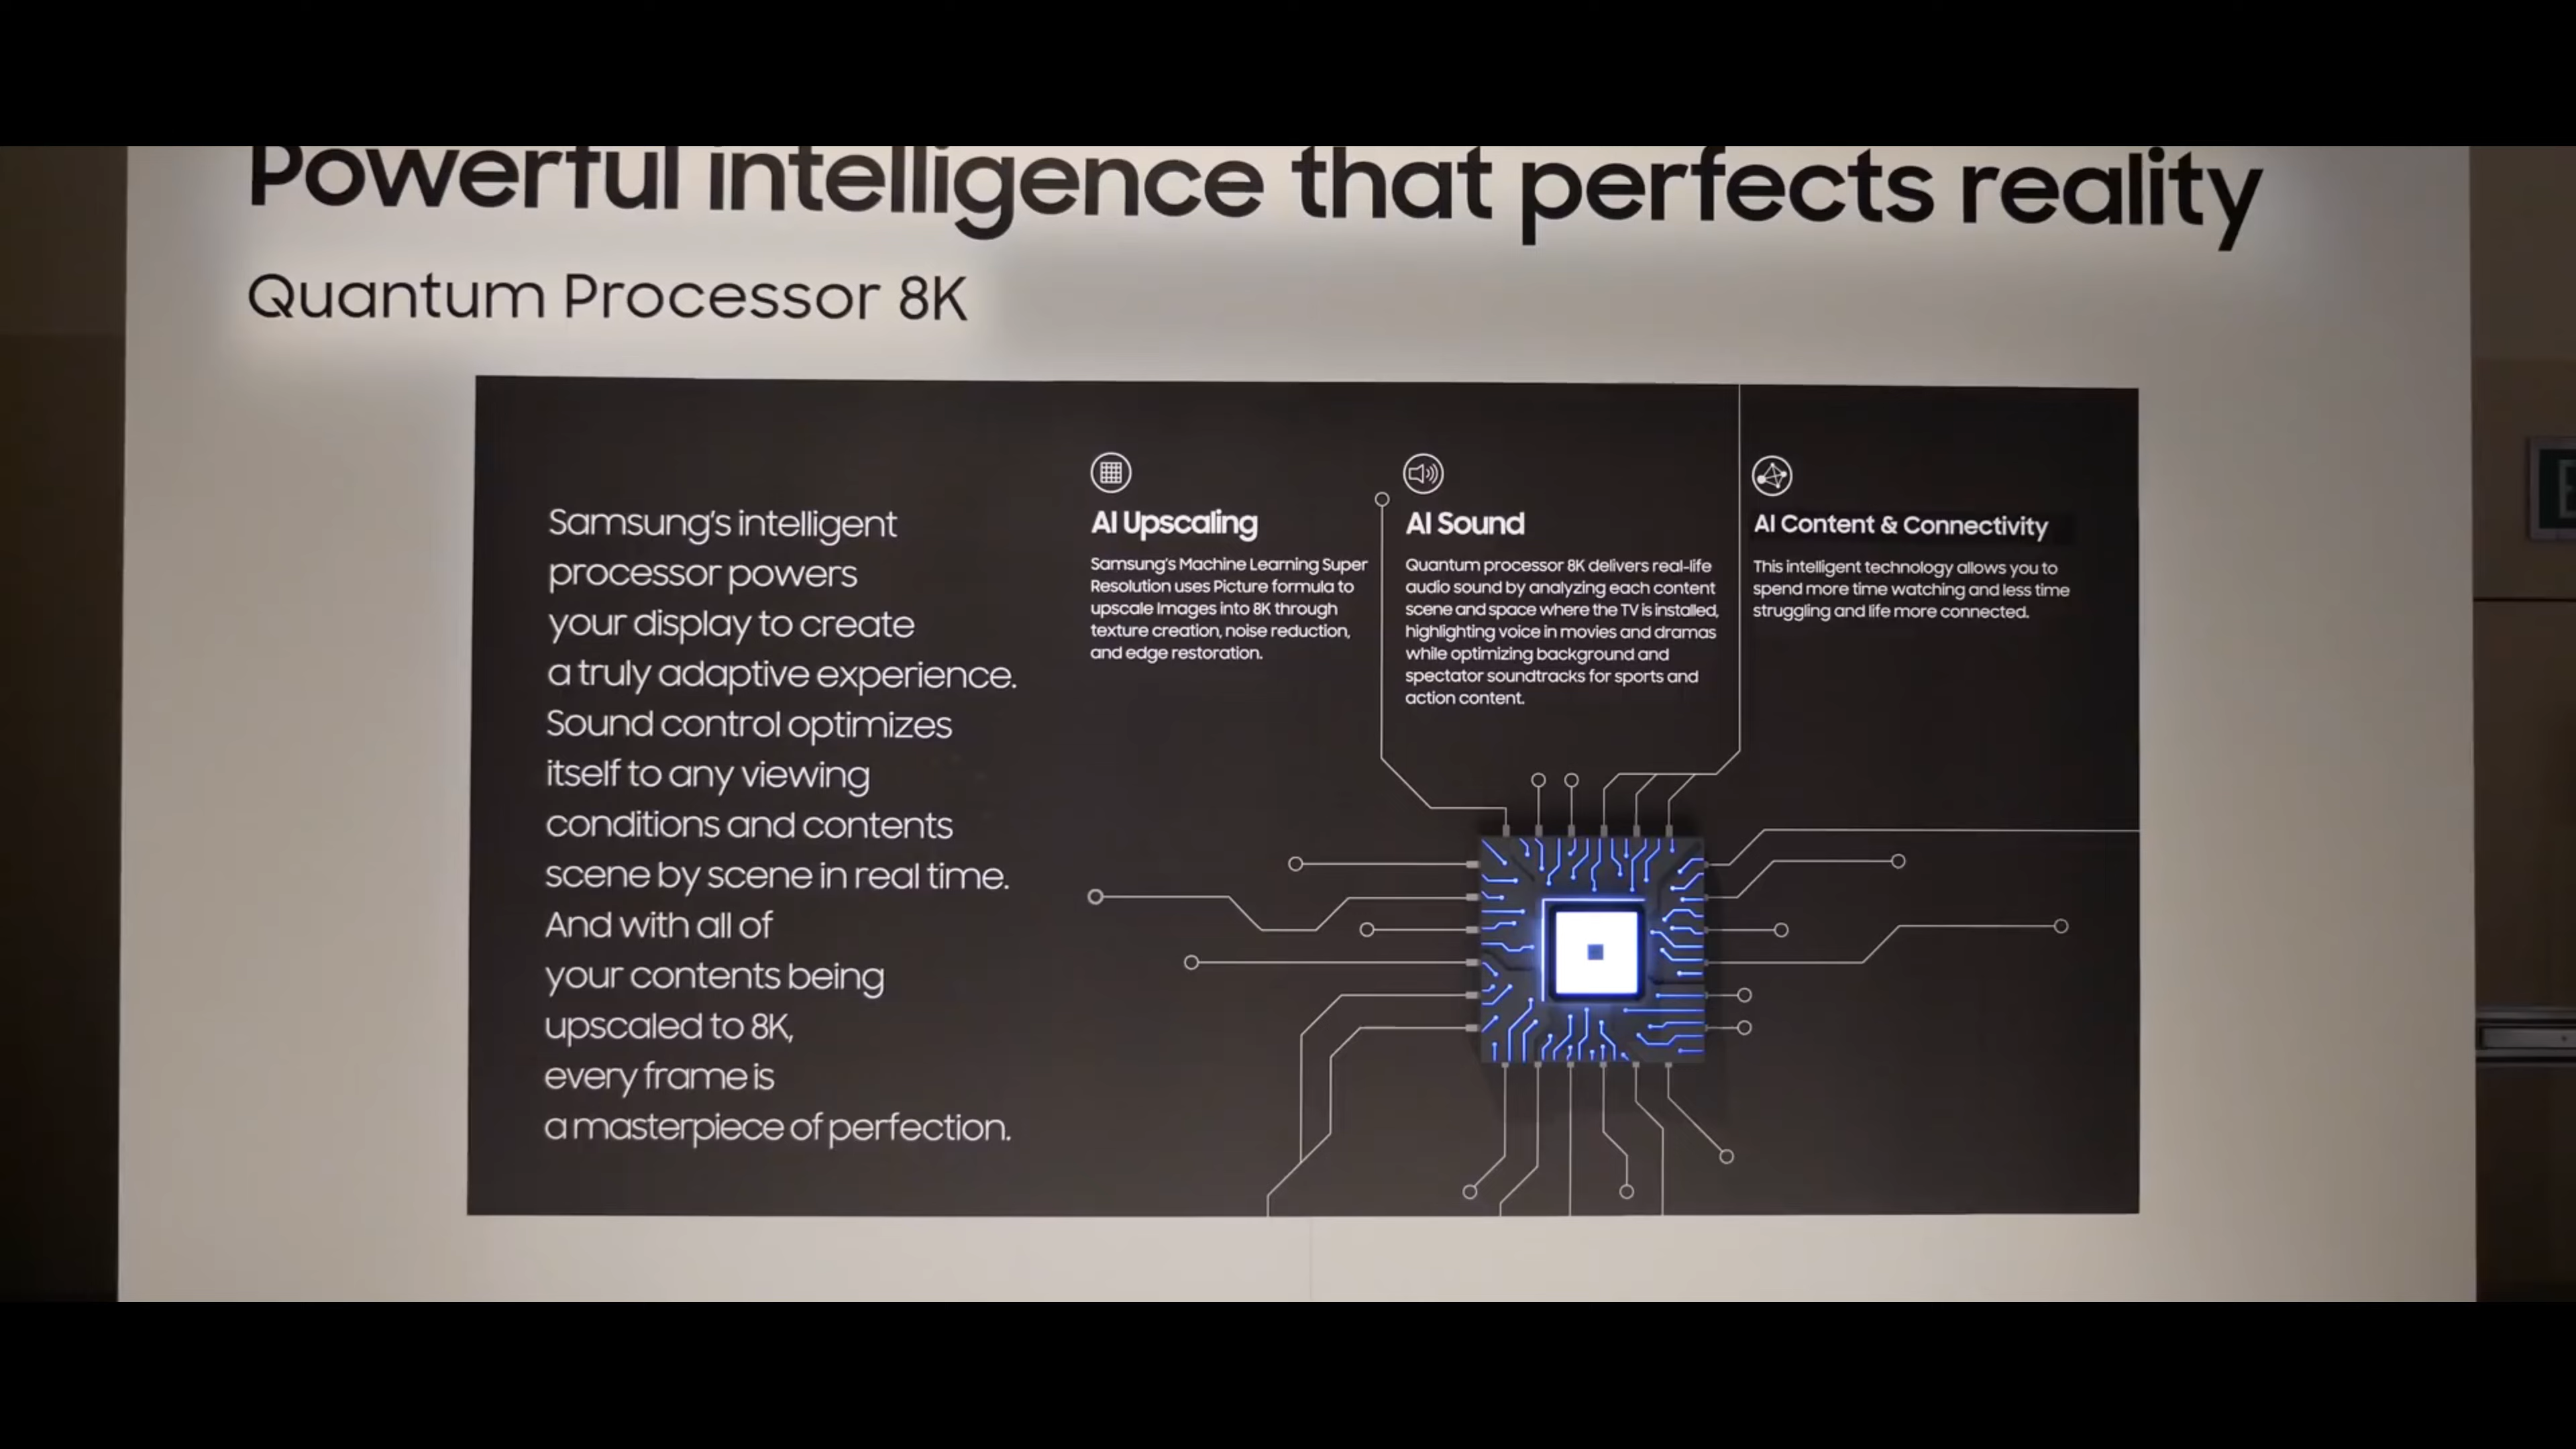 Powerful intelligence that perfects reality
Quantum Processor 8K
Samsung's intelligent
processor powers
your display to create
a truly adaptive experience.
Sound control optimizes
itself to any viewing
conditions and contents
scene by scene in real time.
And with all of
your contents being
upscaled to 8K,
every frame is
a masterpiece of perfection.
AI Upscaling
Samsung's Machine Learning Super
Resolution uses Picture formula to
upscale Images into 8K through
texture creation, noise reduction,
and edge restoration.
AI Sound
Quantum processor 8K delivers real-life
audio sound by analyzing each content
scene and space where the TV is installed,
highlighting voice in movies and dramas
while optimizing background and
spectator soundtracks for sports and
action content.
AI Content & Connectivity
This intelligent technology allows you to
spend more time watching and less time
struggling and life more connected.